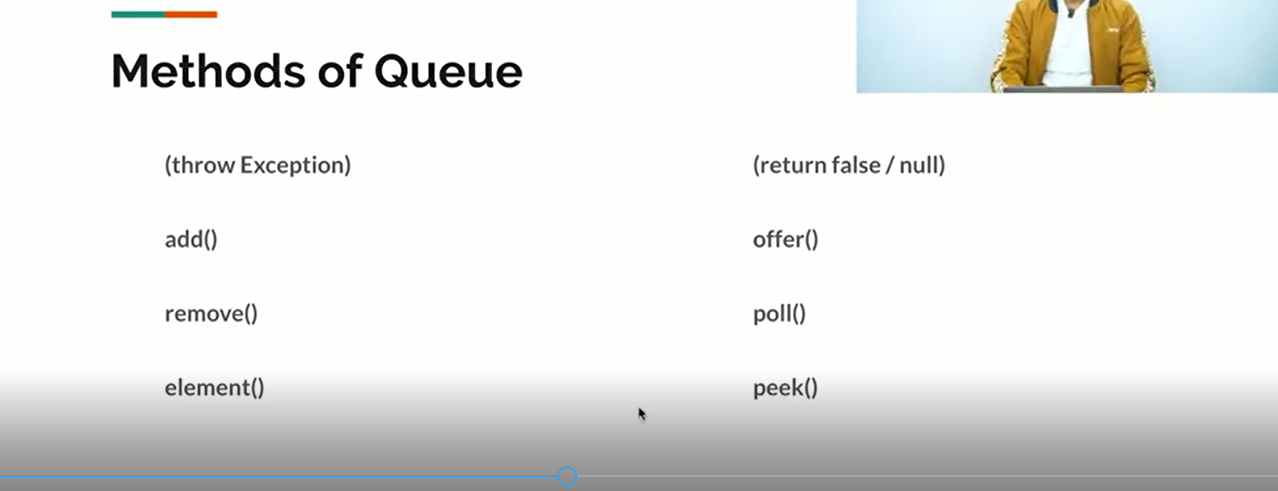 Methods of Queue
(throw Exception)
(return false / null)
add()
offer()
remove()
poll()
element()
peek()